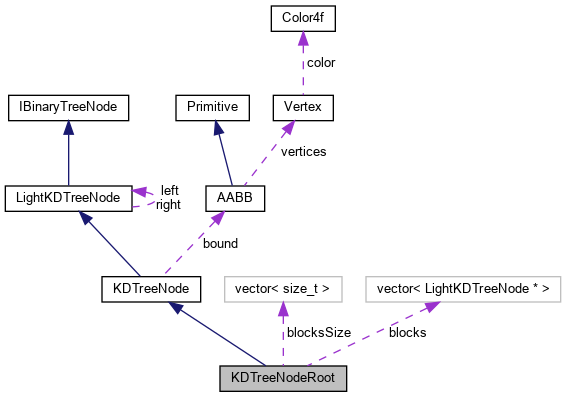 Color4f
color
IBinaryTreeNode
Primitive
Vertex
vertices
LightKDTreeNode
left
right
AABB
bound
KDTreeNode
vector< size_t >
vector< LightKDTreeNode * >
blocksSize
blocks
KDTreeNodeRoot